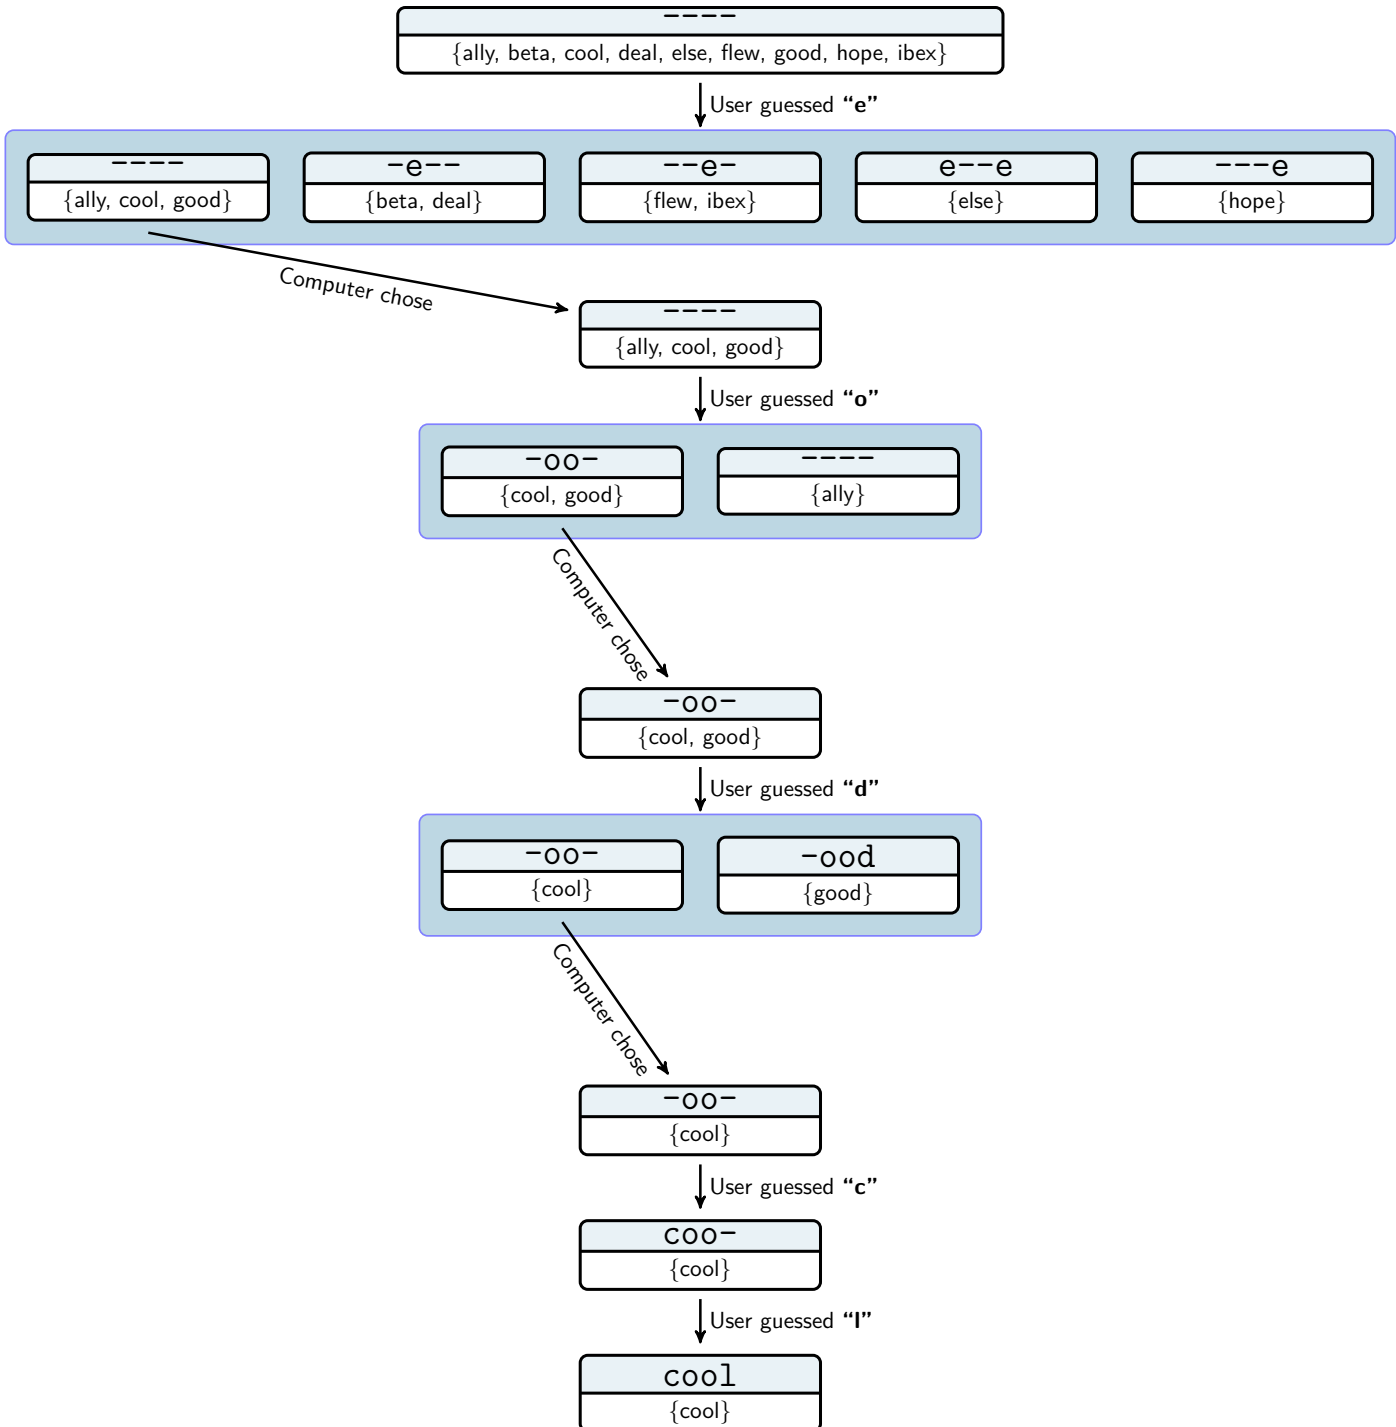 ----
{ally, beta, cool, deal, else, flew, good, hope, ibex}
User guessed “e”
---- -e-- --e- e--e ---e
{ally, cool, good} {beta, deal} {flew, ibex} {else} {hope}
Computer chose
----
{ally, cool, good}
User guessed “o”
-oo- ----
{cool, good} {ally}
Computer chose
-oo-
{cool, good}
User guessed “d”
-oo- -ood
{cool} {good}
Computer chose
-oo-
{cool}
User guessed “c”
coo-
{cool}
User guessed “l”
cool
{cool}